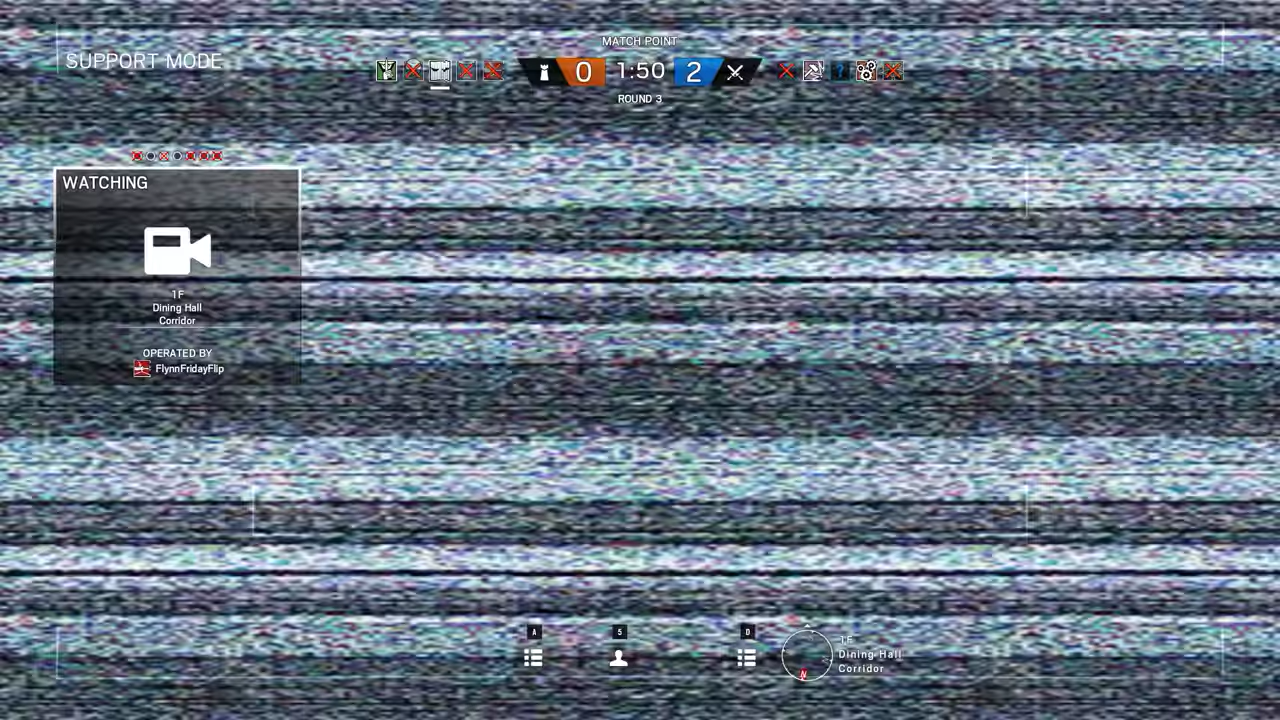 MATCH POINT
SUPPORT MODE
0 1:50 2
ROUND 3
WATCHING
1F
Dining Hall
Corridor
OPERATED BY
FlynnFridayFlip
A
5
D
1F
Dining Hall
Corridor
N